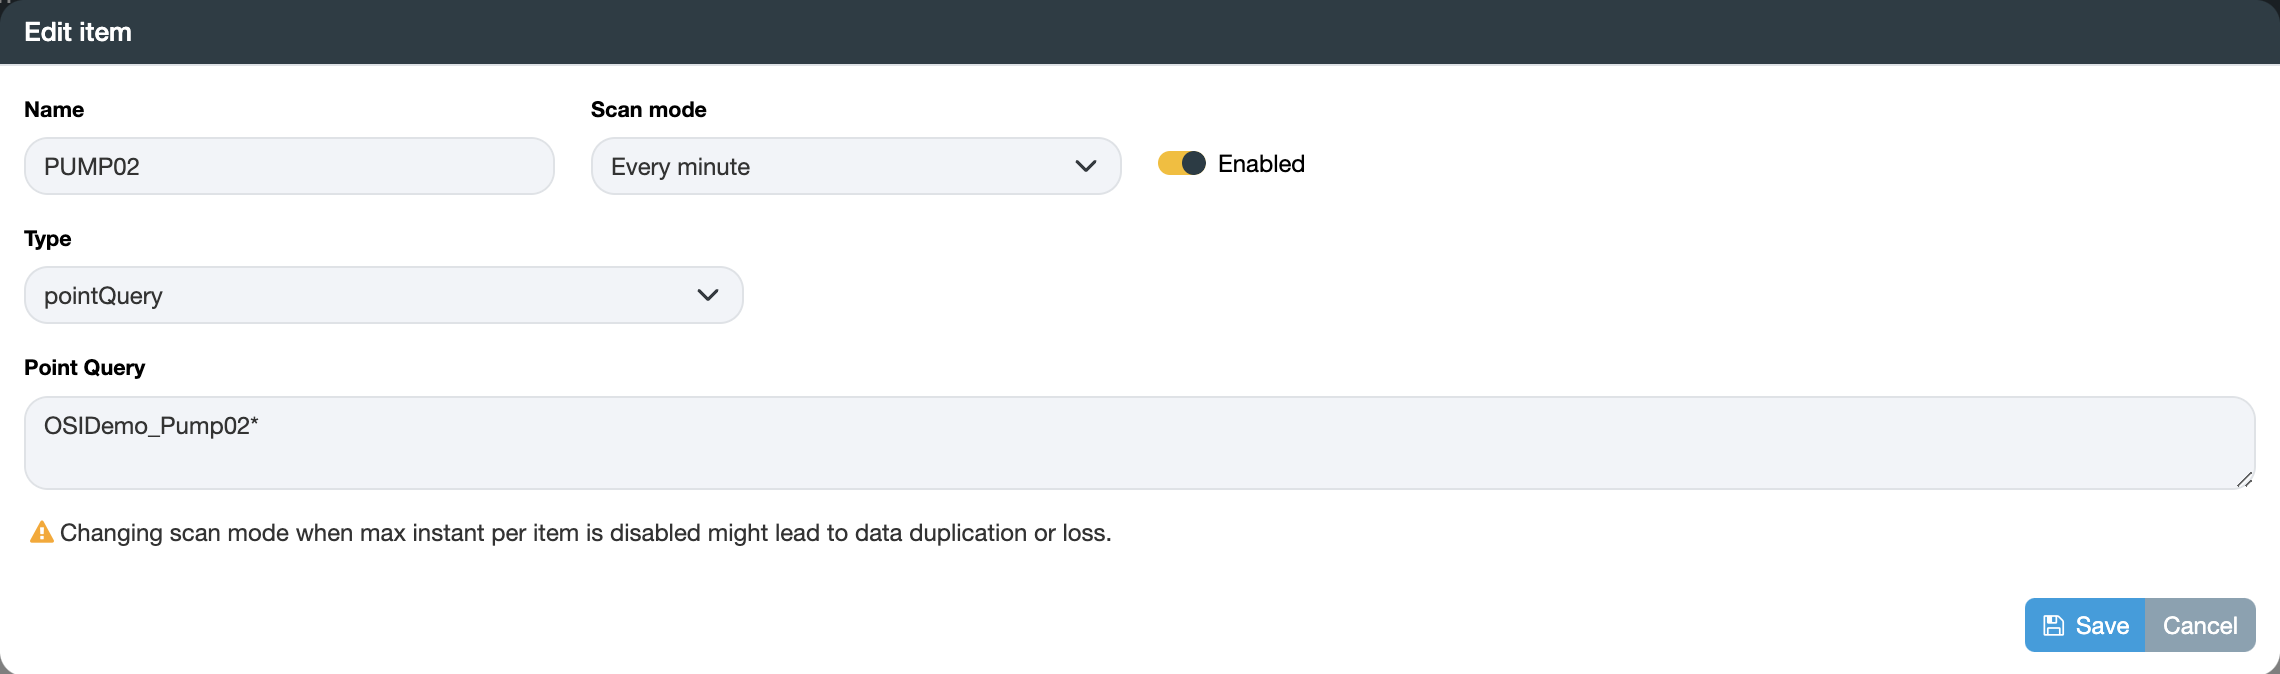 Edit item
Name
Scan mode
PUMP02
Every minute
Enabled
Type
pointQuery
Point Query
OSIDemo_Pump02*
Changing scan mode when max instant per item is disabled might lead to data duplication or loss.
Save
Cancel